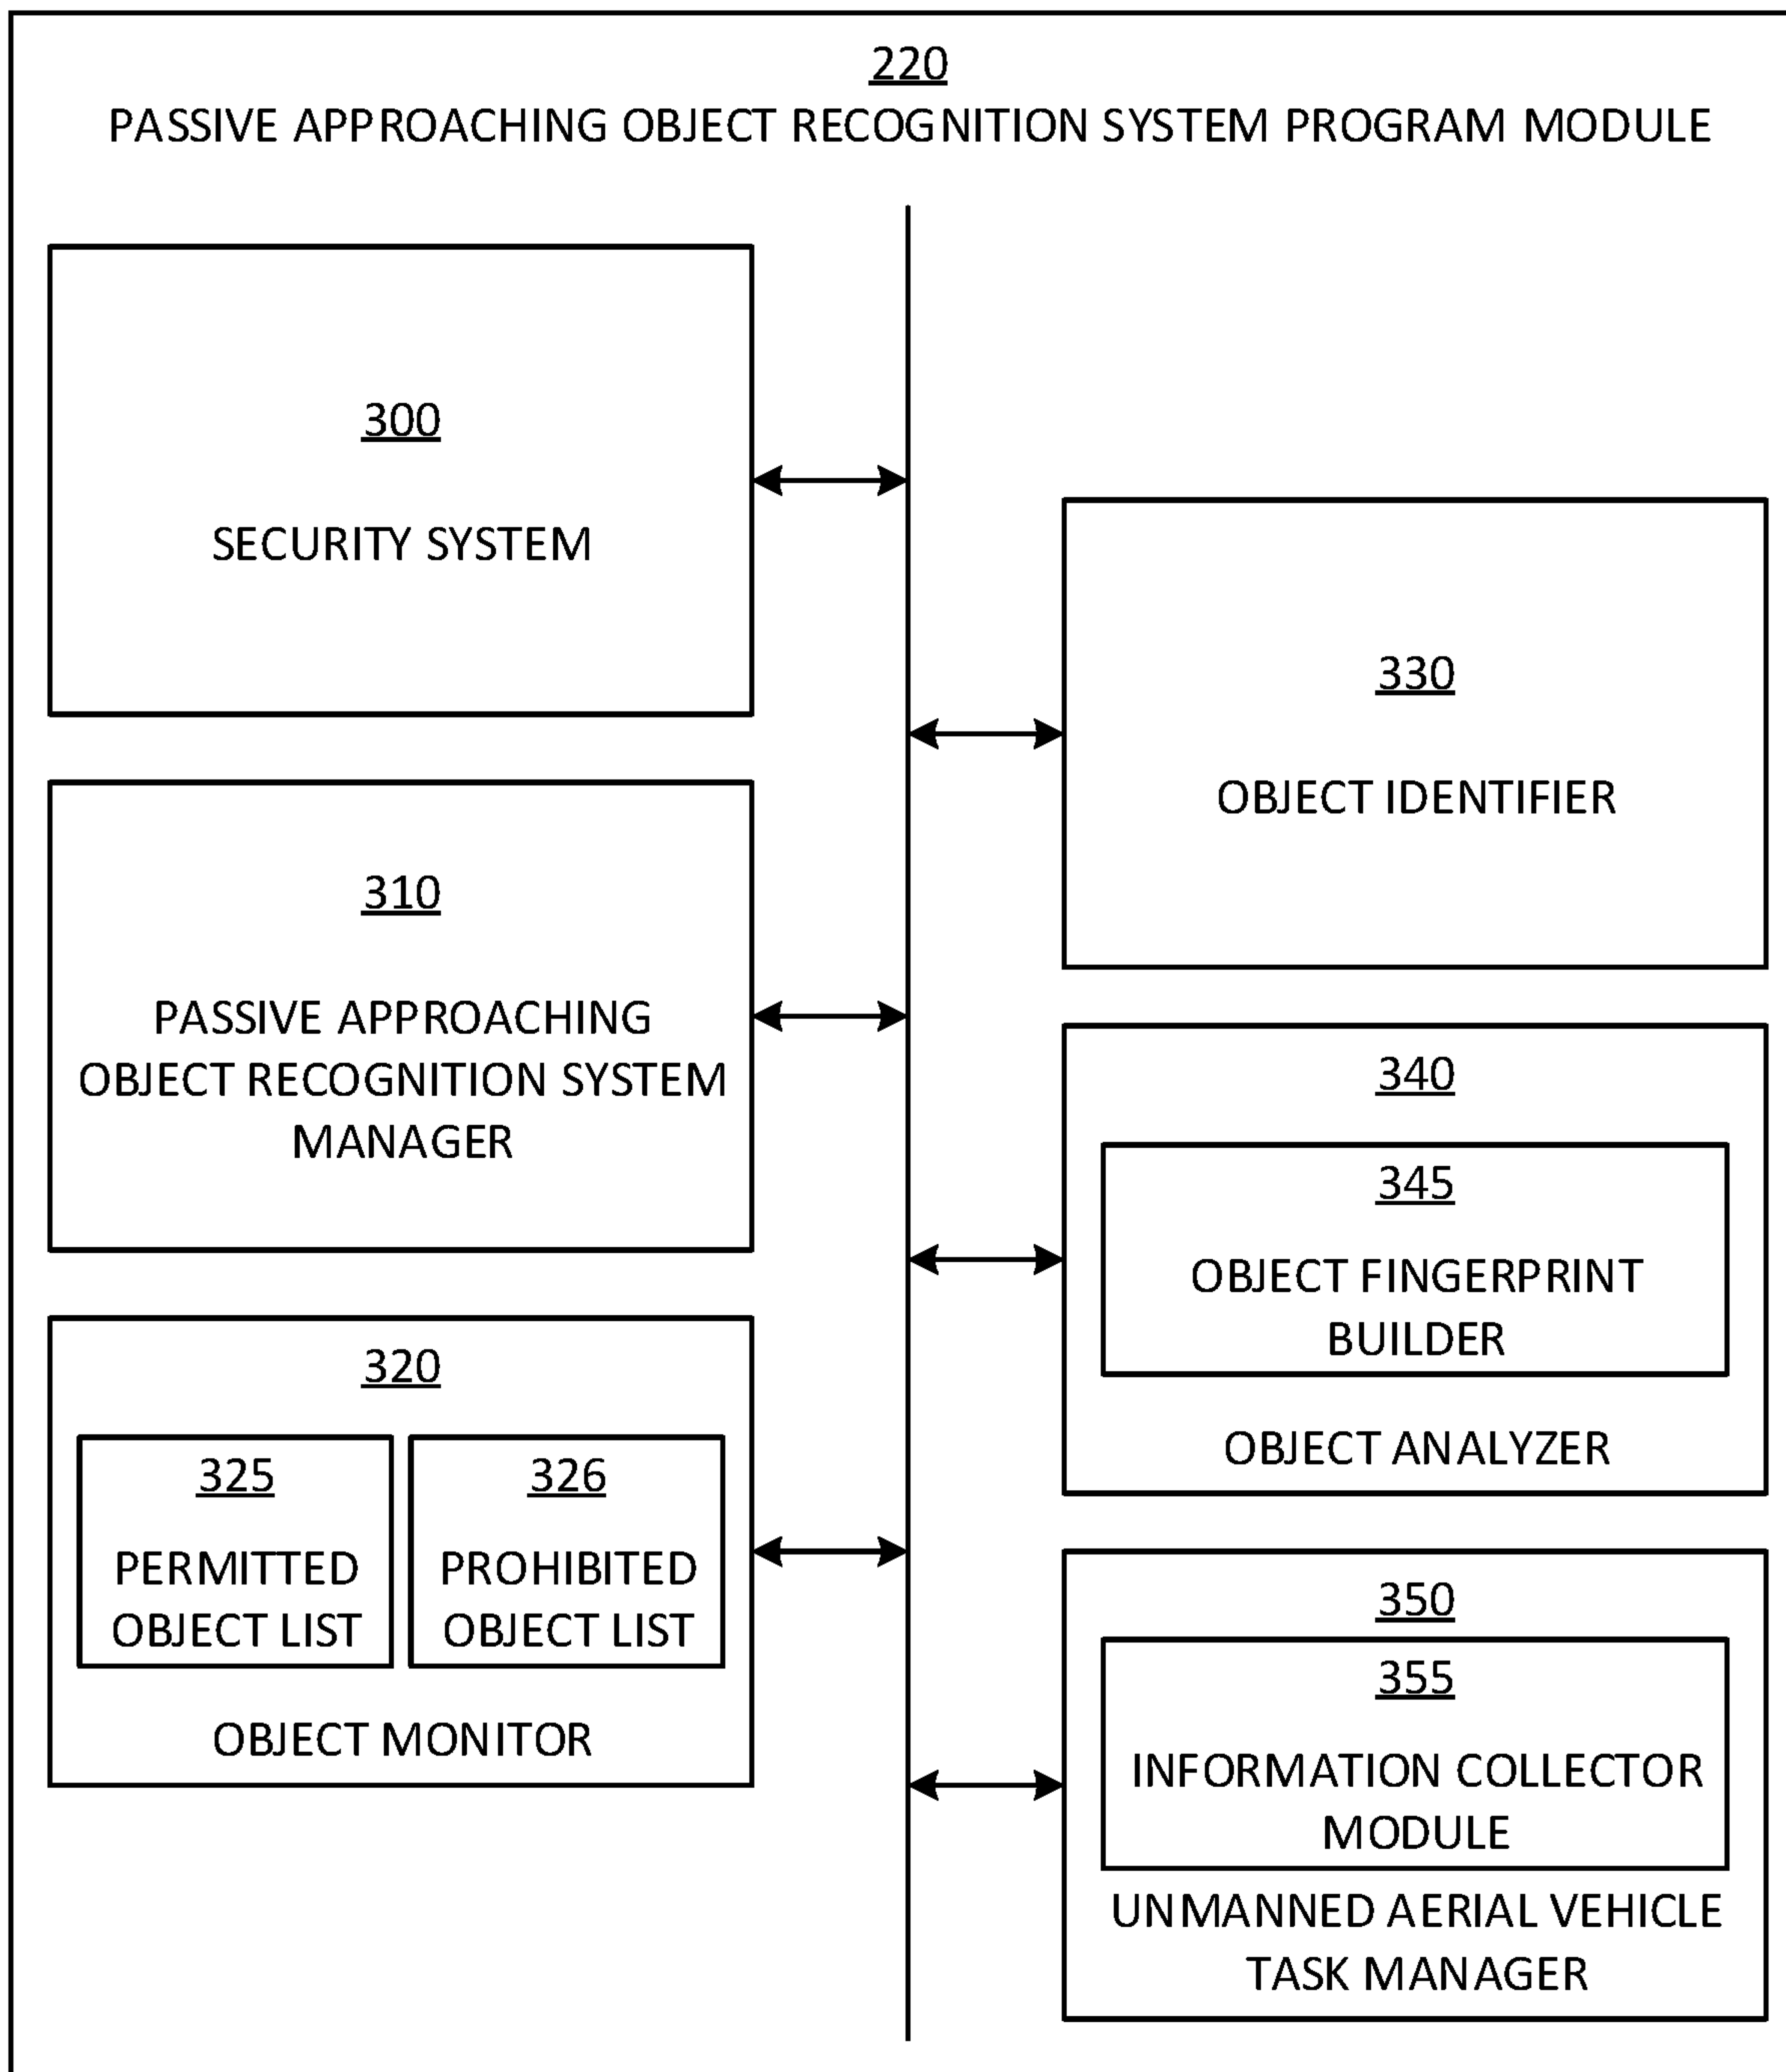 220
PASSIVE APPROACHING OBJECT RECOGNITION SYSTEM PROGRAM MODULE
300
SECURITY SYSTEM
310
PASSIVE APPROACHING
OBJECT RECOGNITION SYSTEM
MANAGER
320
325
PERMITTED
OBJECT LIST
326
PROHIBITED
OBJECT LIST
OBJECT MONITOR
330
OBJECT IDENTIFIER
340
345
OBJECT FINGERPRINT
BUILDER
OBJECT ANALYZER
350
355
INFORMATION COLLECTOR
MODULE
UNMANNED AERIAL VEHICLE
TASK MANAGER